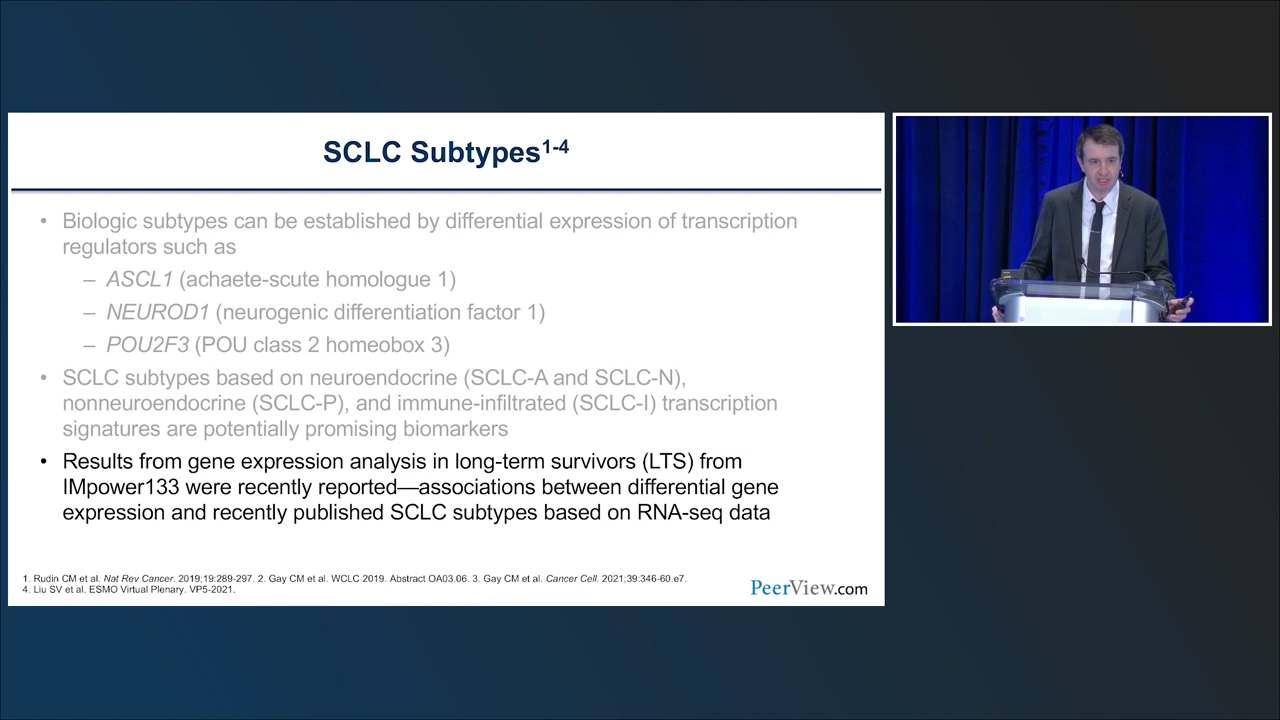 SCLC Subtypes1-4
• Biologic subtypes can be established by differential expression of transcription
regulators such as
– ASCL1 (achaete-scute homologue 1)
– NEUROD1 (neurogenic differentiation factor 1)
– POU2F3 (POU class 2 homeobox 3)
• SCLC subtypes based on neuroendocrine (SCLC-A and SCLC-N),
nonneuroendocrine (SCLC-P), and immune-infiltrated (SCLC-I) transcription
signatures are potentially promising biomarkers
• Results from gene expression analysis in long-term survivors (LTS) from
IMpower133 were recently reported—associations between differential gene
expression and recently published SCLC subtypes based on RNA-seq data
1. Rudin CM et al. Nat Rev Cancer. 2019;19:289-297. 2. Gay CM et al. WCLC 2019. Abstract OA03.06. 3. Gay CM et al. Cancer Cell. 2021;39:346-60.e7.
4. Liu SV et al. ESMO Virtual Plenary. VP5-2021.
PeerView.com